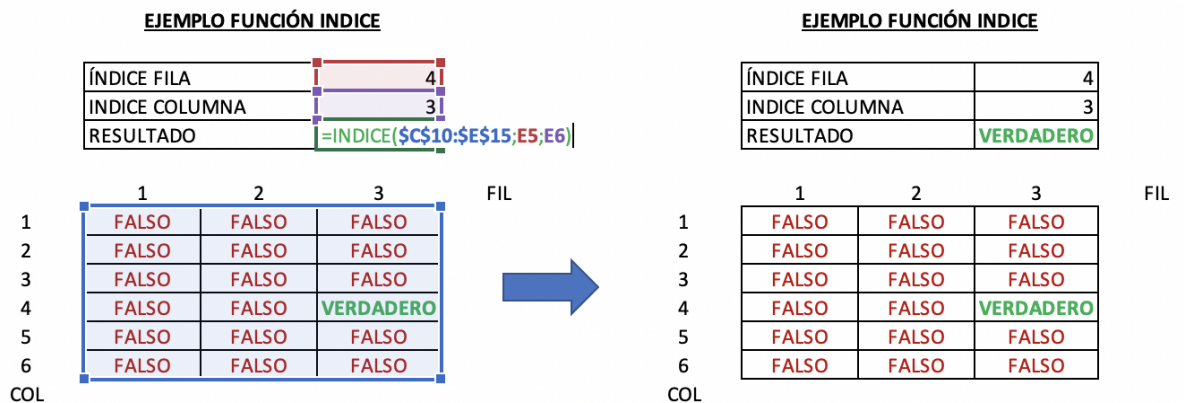 EJEMPLO FUNCIÓN INDICE
ÍNDICE FILA 4
INDICE COLUMNA 3
RESULTADO =INDICE($C$10:$E$15;E5;E6)
1 2 3 FIL
1 FALSO FALSO FALSO
2 FALSO FALSO FALSO
3 FALSO FALSO FALSO
4 FALSO FALSO VERDADERO
5 FALSO FALSO FALSO
6 FALSO FALSO FALSO
COL
EJEMPLO FUNCIÓN INDICE
ÍNDICE FILA 4
INDICE COLUMNA 3
RESULTADO VERDADERO
1 2 3 FIL
1 FALSO FALSO FALSO
2 FALSO FALSO FALSO
3 FALSO FALSO FALSO
4 FALSO FALSO VERDADERO
5 FALSO FALSO FALSO
6 FALSO FALSO FALSO
COL